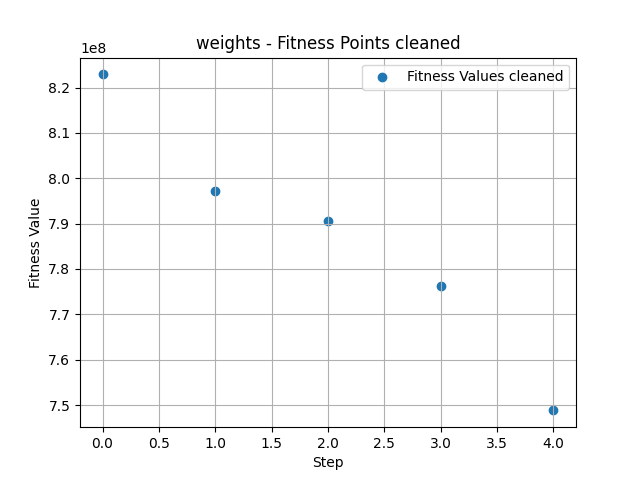 weights - Fitness Points cleaned
1e8
Fitness Values cleaned
8.2
8.1
8.0
7.9
7.8
7.7
7.6
7.5
Fitness Value
0.0 0.5 1.0 1.5 2.0 2.5 3.0 3.5 4.0
Step